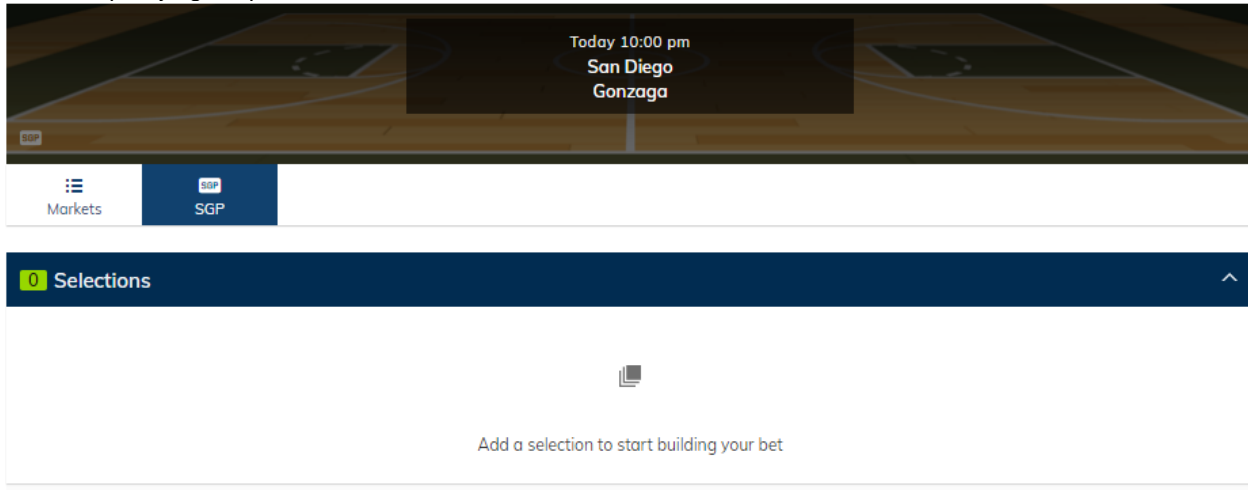 Today 10:00 pm
San Diego
Gonzaga
SGP
Markets
SGP
SGP
0 Selections
Add a selection to start building your bet